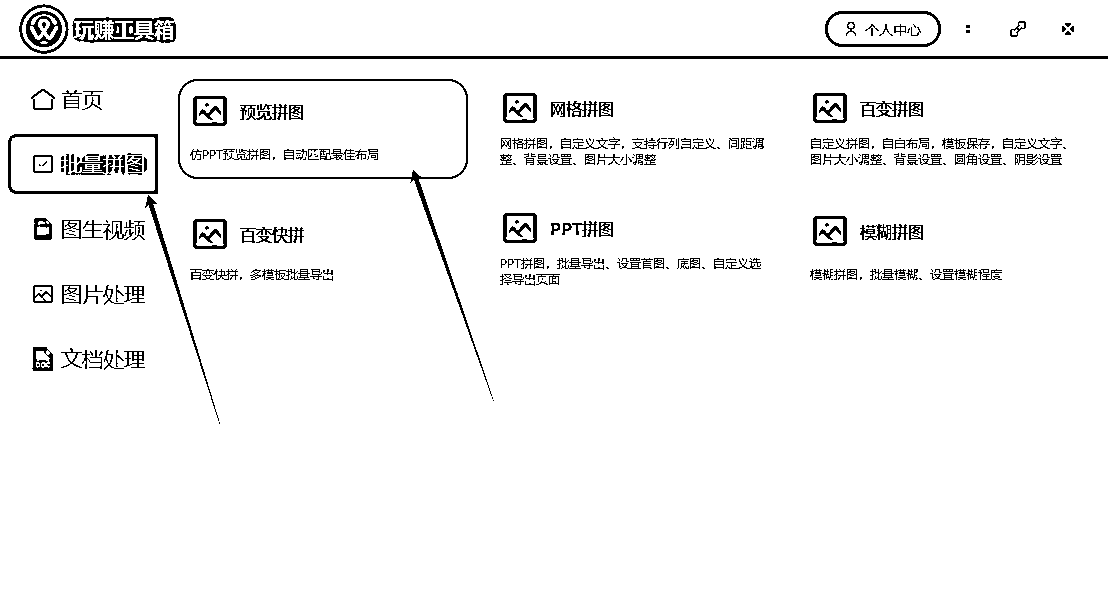 玩赚工具箱
个人中心
首页
批量拼图
图生视频
图片处理
文档处理
预览拼图
仿PPT预览拼图，自动匹配最佳布局
网格拼图
网格拼图，自定义文字，支持行列自定义、间距调
整、背景设置、图片大小调整
百变拼图
自定义拼图，自由布局，模板保存，自定义文字、
图片大小调整、背景设置、圆角设置、阴影设置
百变快拼
百变快拼，多模板批量导出
PPT拼图
PPT拼图，批量导出、设置首图、底图、自定义选
择导出页面
模糊拼图
模糊拼图，批量模糊、设置模糊程度